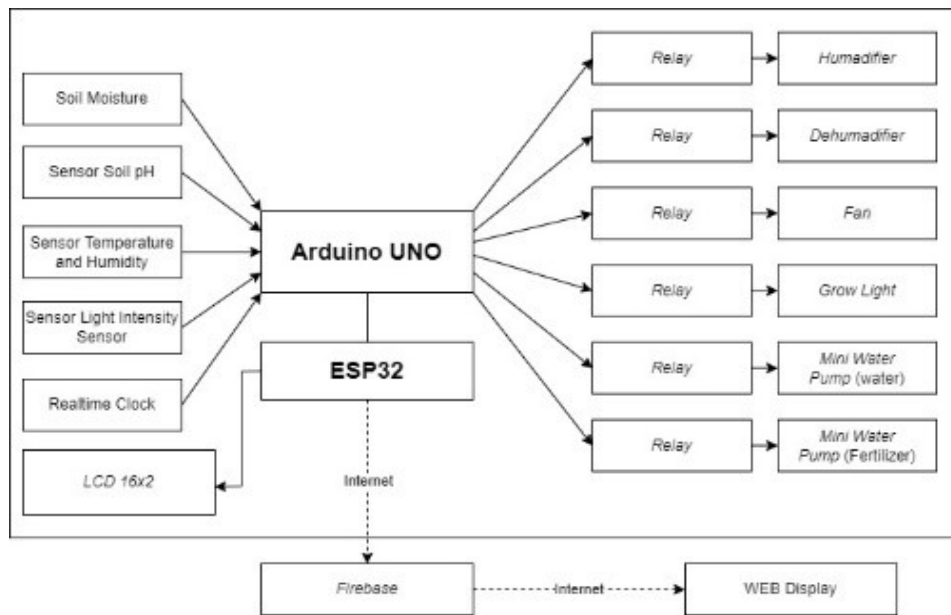 Soil Moisture
Sensor Soil pH
Sensor Temperature
and Humidity
Sensor Light Intensity
Sensor
Realtime Clock
LCD 16x2
Arduino UNO
ESP32
Internet
Relay
Humadifier
Relay
Dehumadifier
Relay
Fan
Relay
Grow Light
Relay
Mini Water
Pump (water)
Relay
Mini Water
Pump (Fertilizer)
Firebase
Internet
WEB Display